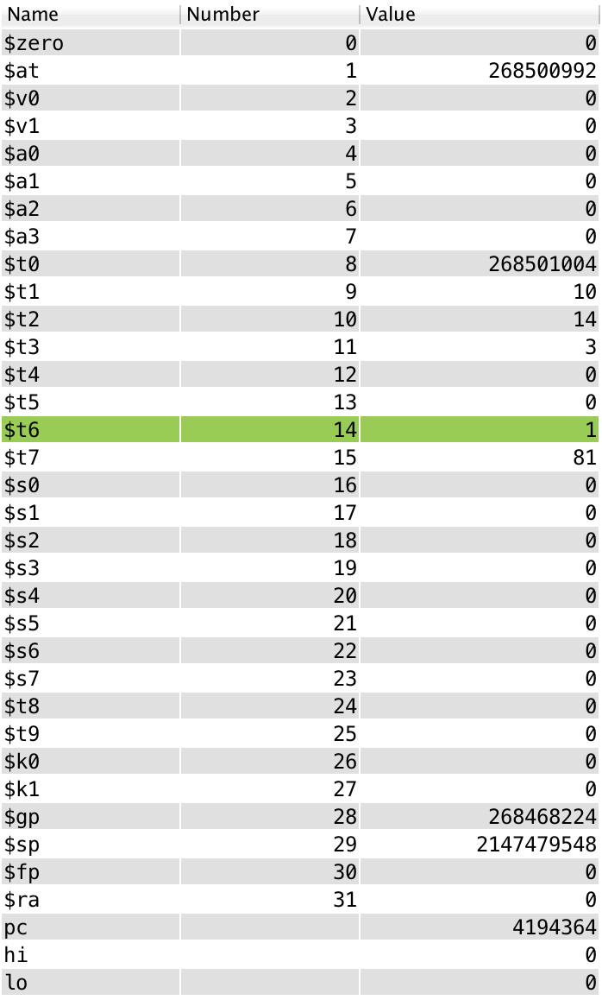 Name Number Value
$zero 0 0
$at 1 268500992
$v0 2 0
$v1 3 0
$a0 4 0
$a1 5 0
$a2 6 0
$a3 7 0
$t0 8 268501004
$t1 9 10
$t2 10 14
$t3 11 3
$t4 12 0
$t5 13 0
$t6 14 1
$t7 15 81
$s0 16 0
$s1 17 0
$s2 18 0
$s3 19 0
$s4 20 0
$s5 21 0
$s6 22 0
$s7 23 0
$t8 24 0
$t9 25 0
$k0 26 0
$k1 27 0
$gp 28 268468224
$sp 29 2147479548
$fp 30 0
$ra 31 0
pc 4194364
hi 0
lo 0